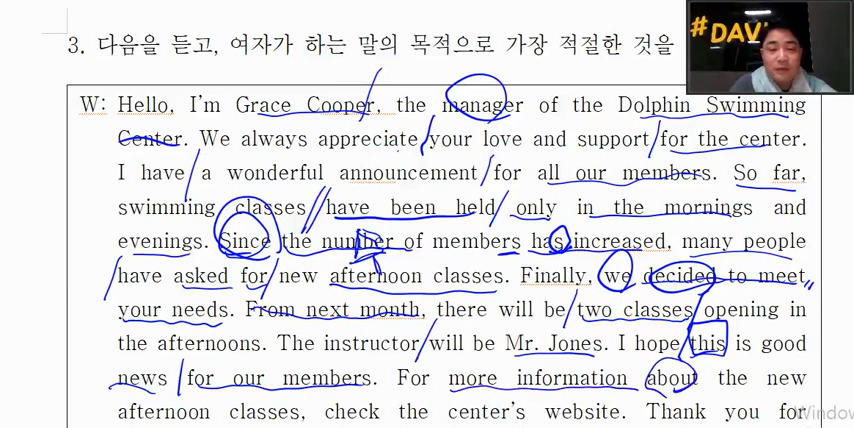 #DAV
3. 다음을 듣고, 여자가 하는 말의 목적으로 가장 적절한 것을
W: Hello, I'm Grace Cooper, the manager of the Dolphin Swimming
Center. We always appreciate your love and support for the center.
I have a wonderful announcement for all our members. So far,
swimming classes have been held only in the mornings and
evenings. Since the number of members has increased, many people
have asked for new afternoon classes. Finally, we decided to meet
your needs. From next month, there will be two classes opening in
the afternoons. The instructor will be Mr. Jones. I hope this is good
news for our members. For more information about the new
afternoon classes, check the center's website. Thank you for